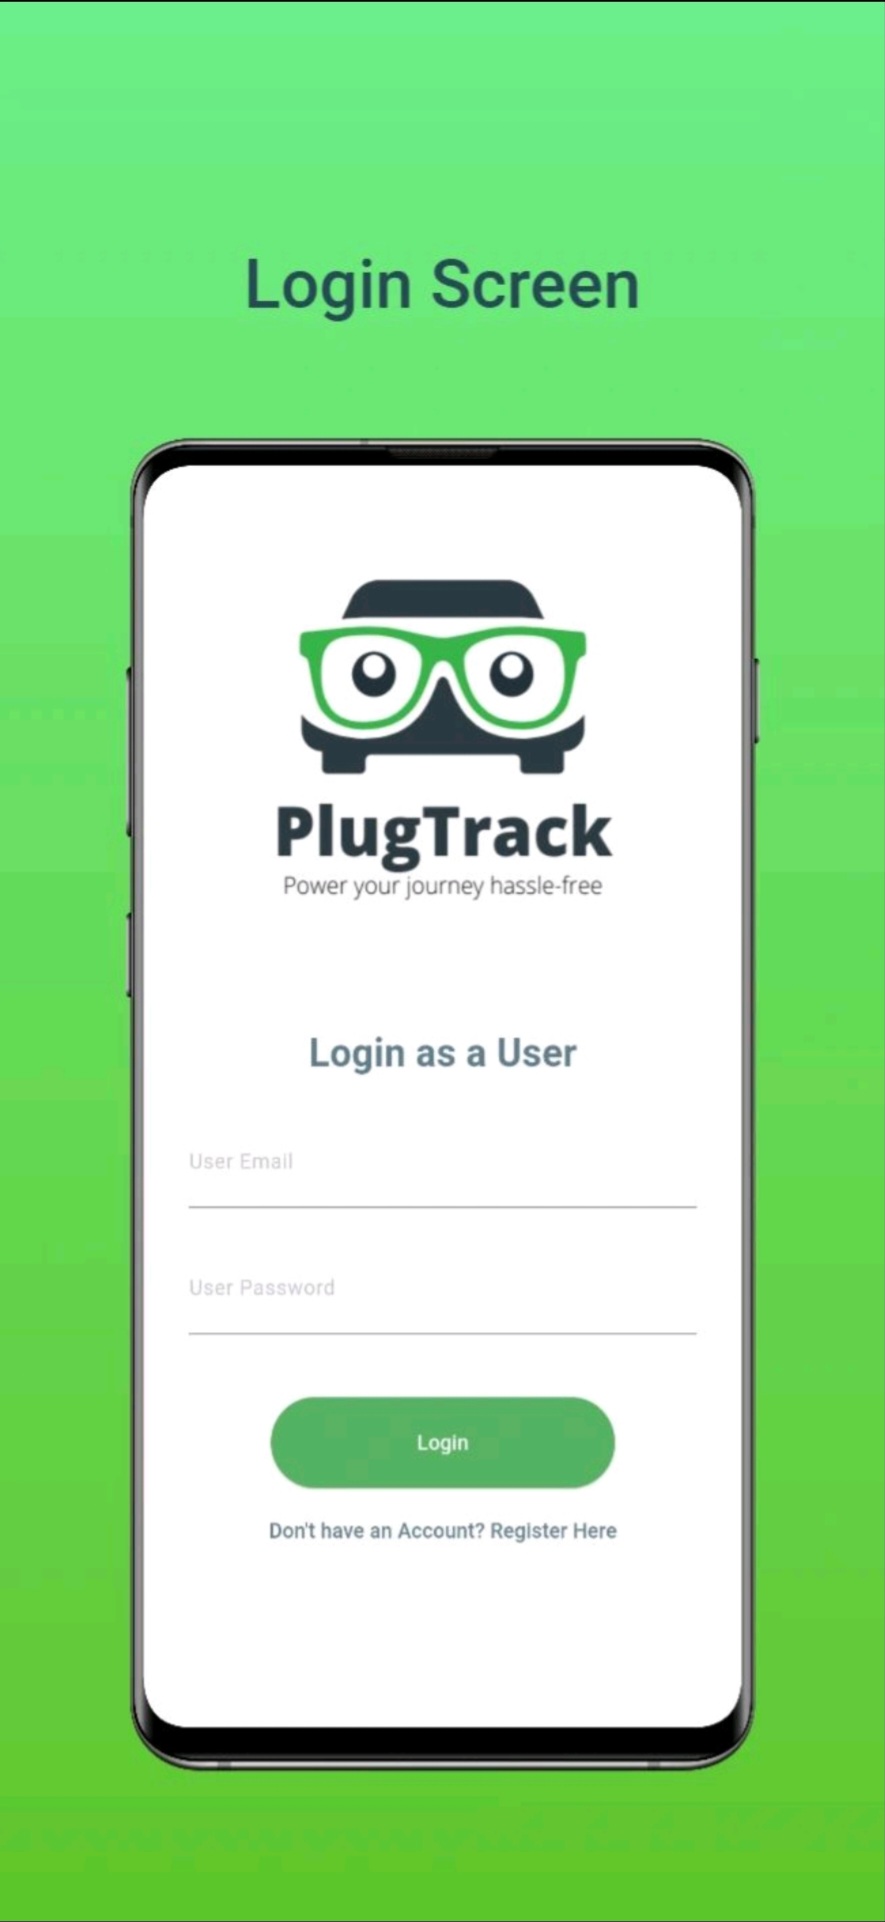 Login Screen
PlugTrack
Power your journey hassle-free
Login as a User
User Email
User Password
Login
Don't have an Account? Register Here